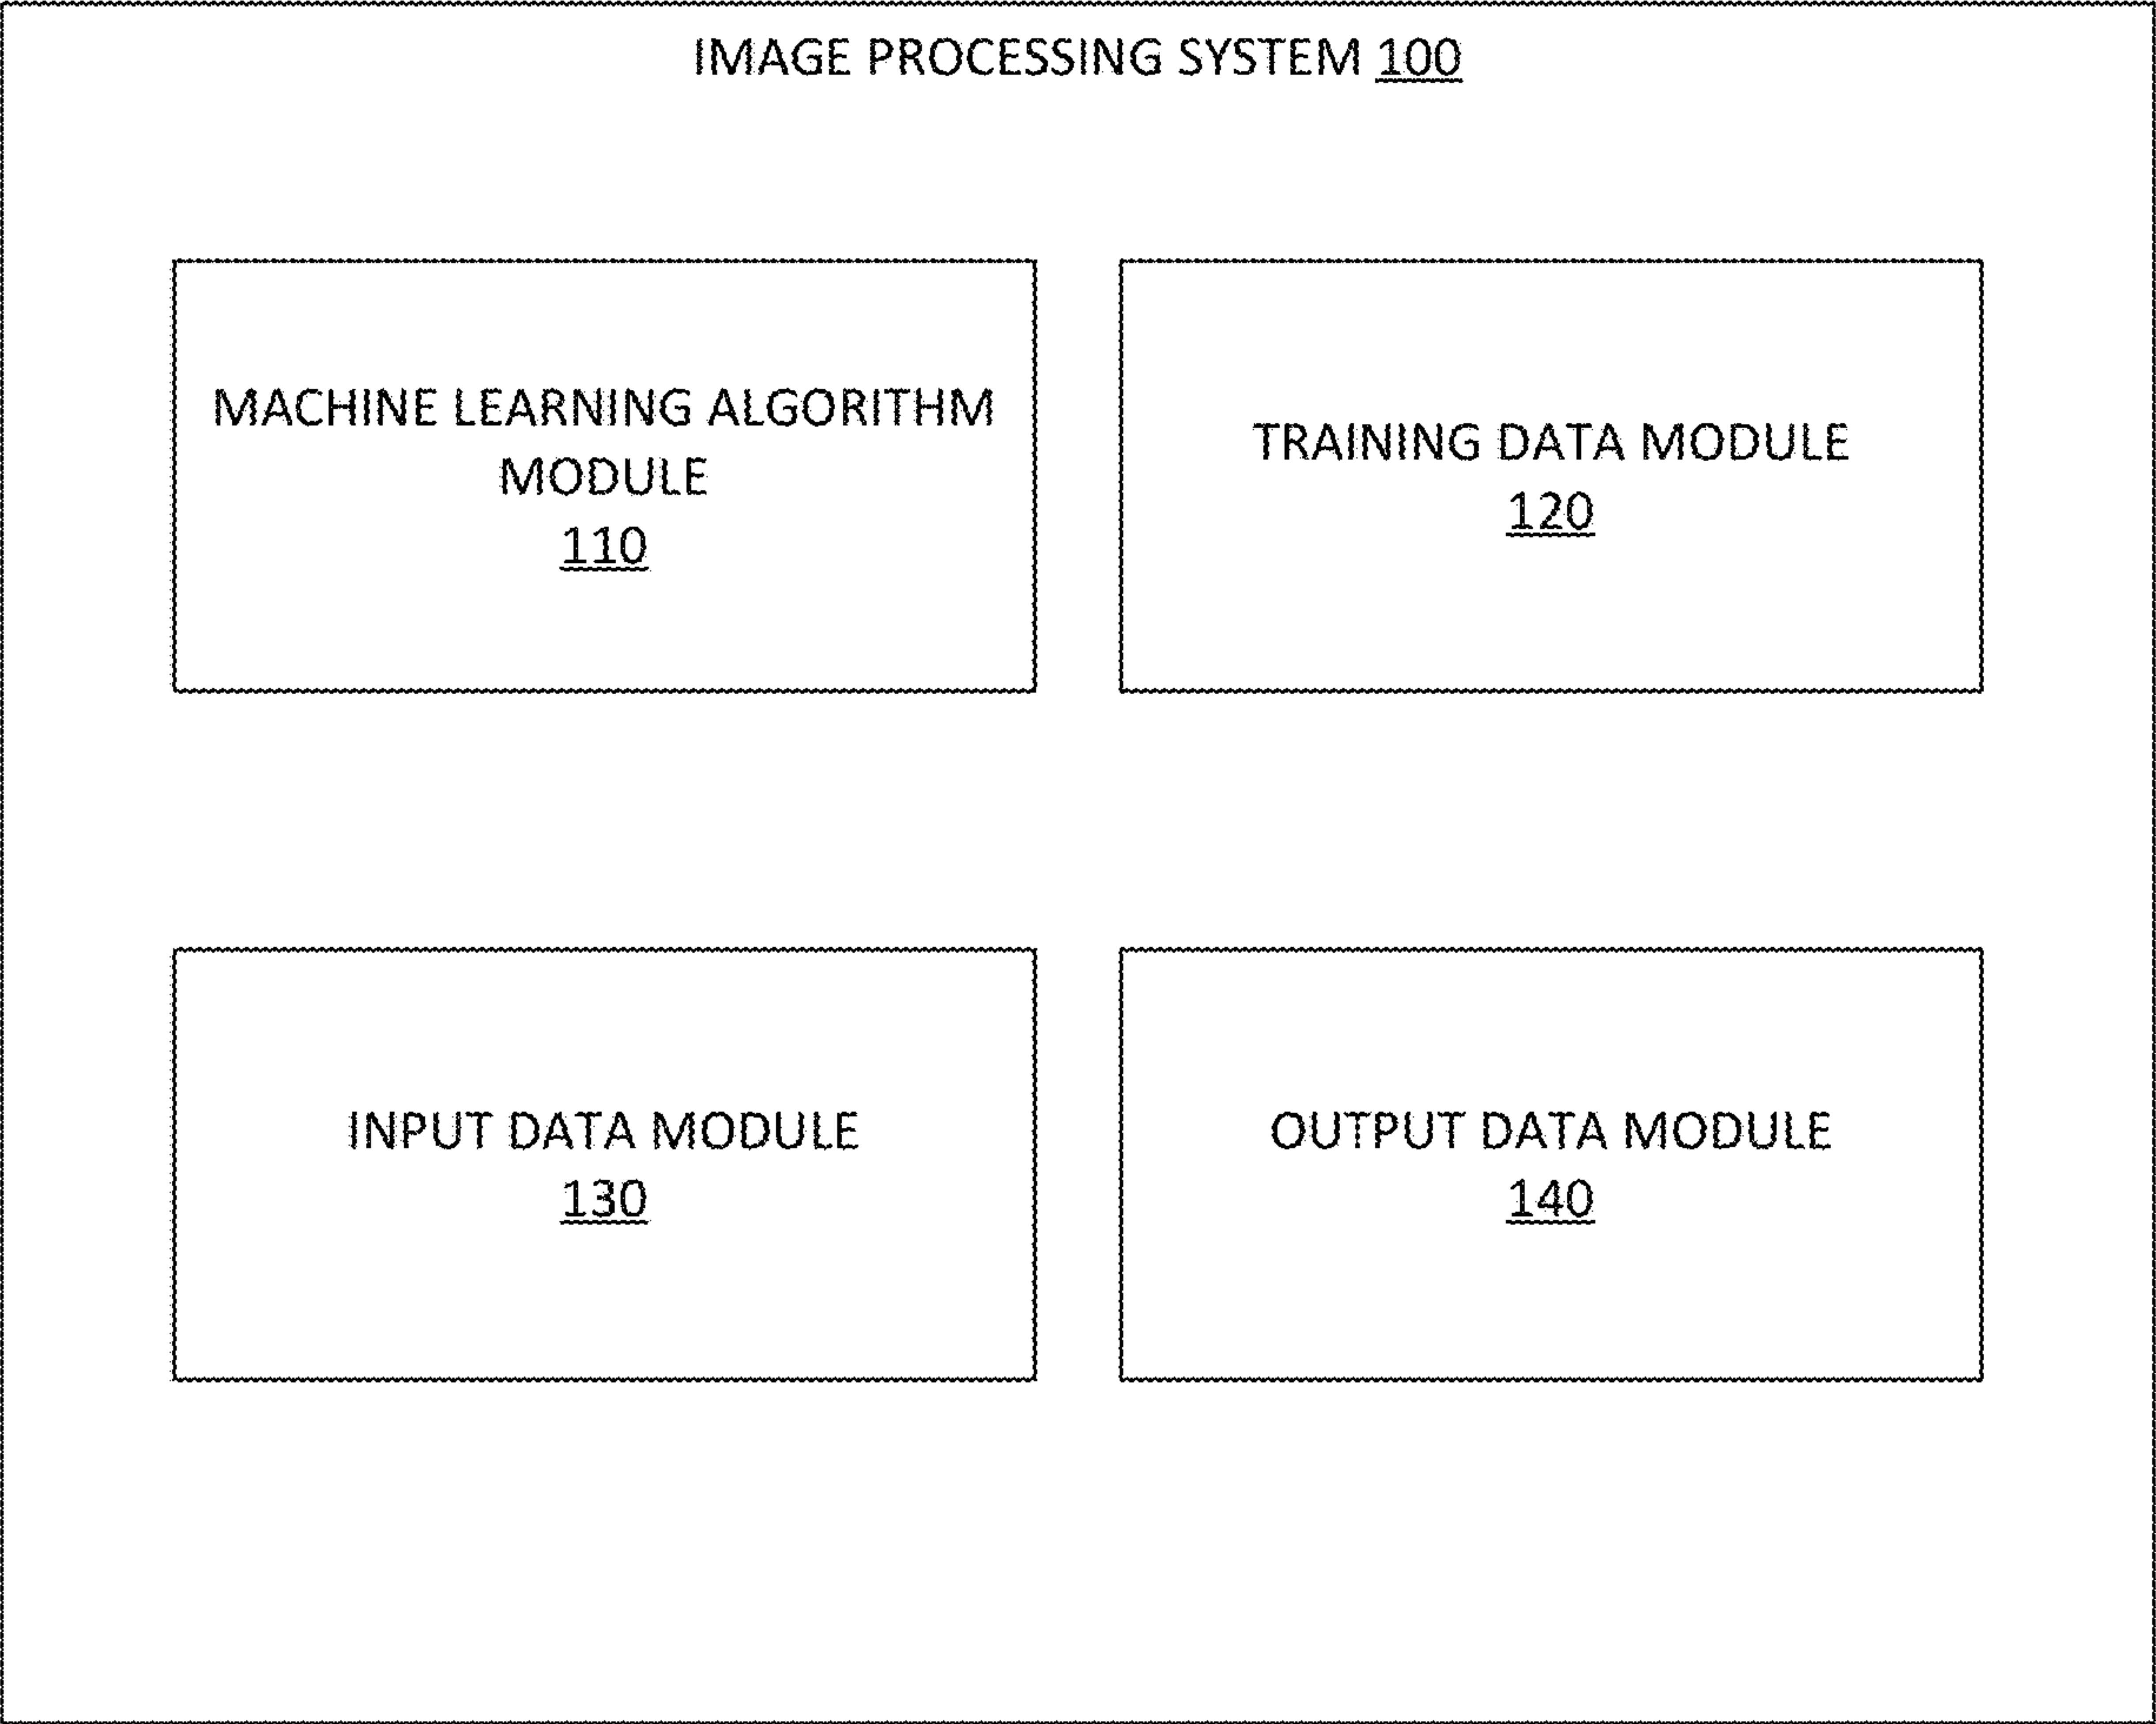 IMAGE PROCESSING SYSTEM 100
MACHINE LEARNING ALGORITHM
MODULE
110
TRAINING DATA MODULE
120
INPUT DATA MODULE
130
OUTPUT DATA MODULE
140